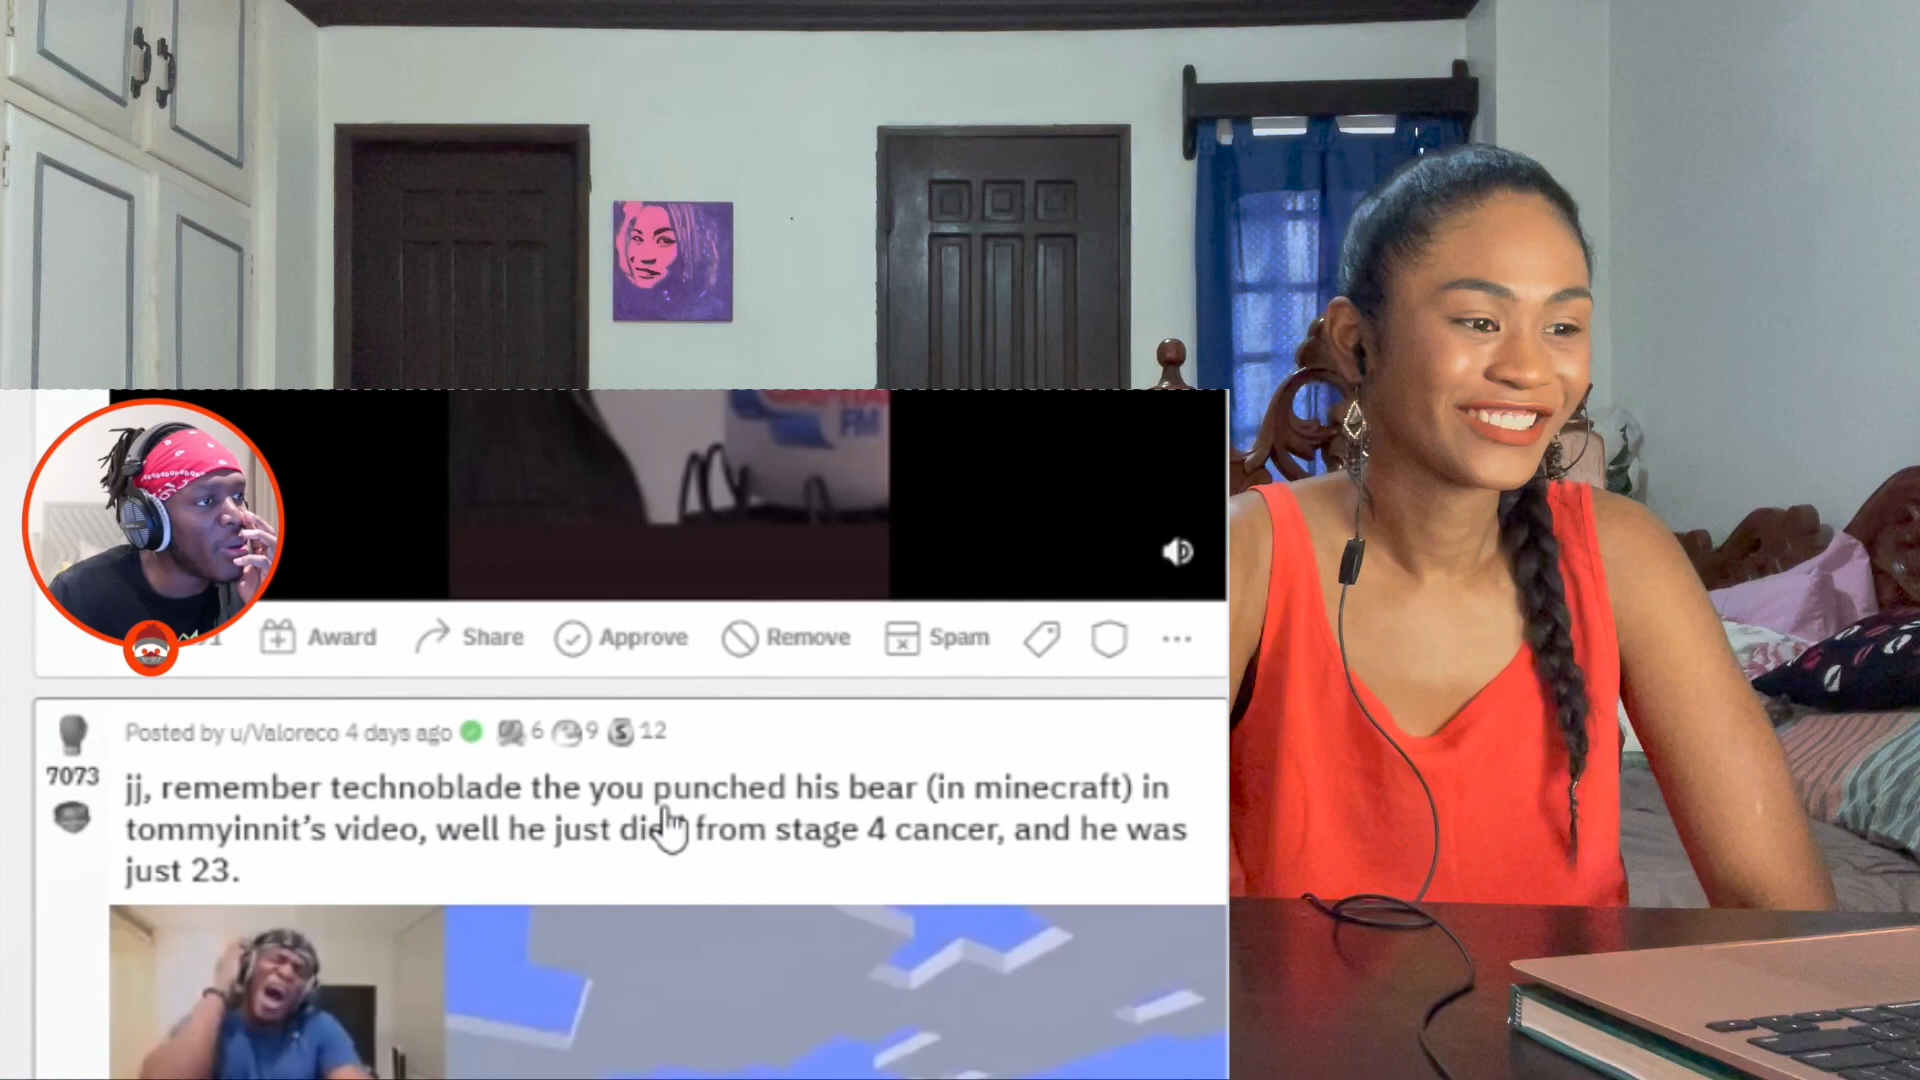 FM
Award
Share
Approve
Remove
Spam
Posted by u/Valoreco 4 days ago
6
9
12
7073
jj, remember technoblade the you punched his bear (in minecraft) in
tommyinnit’s video, well he just die from stage 4 cancer, and he was
just 23.